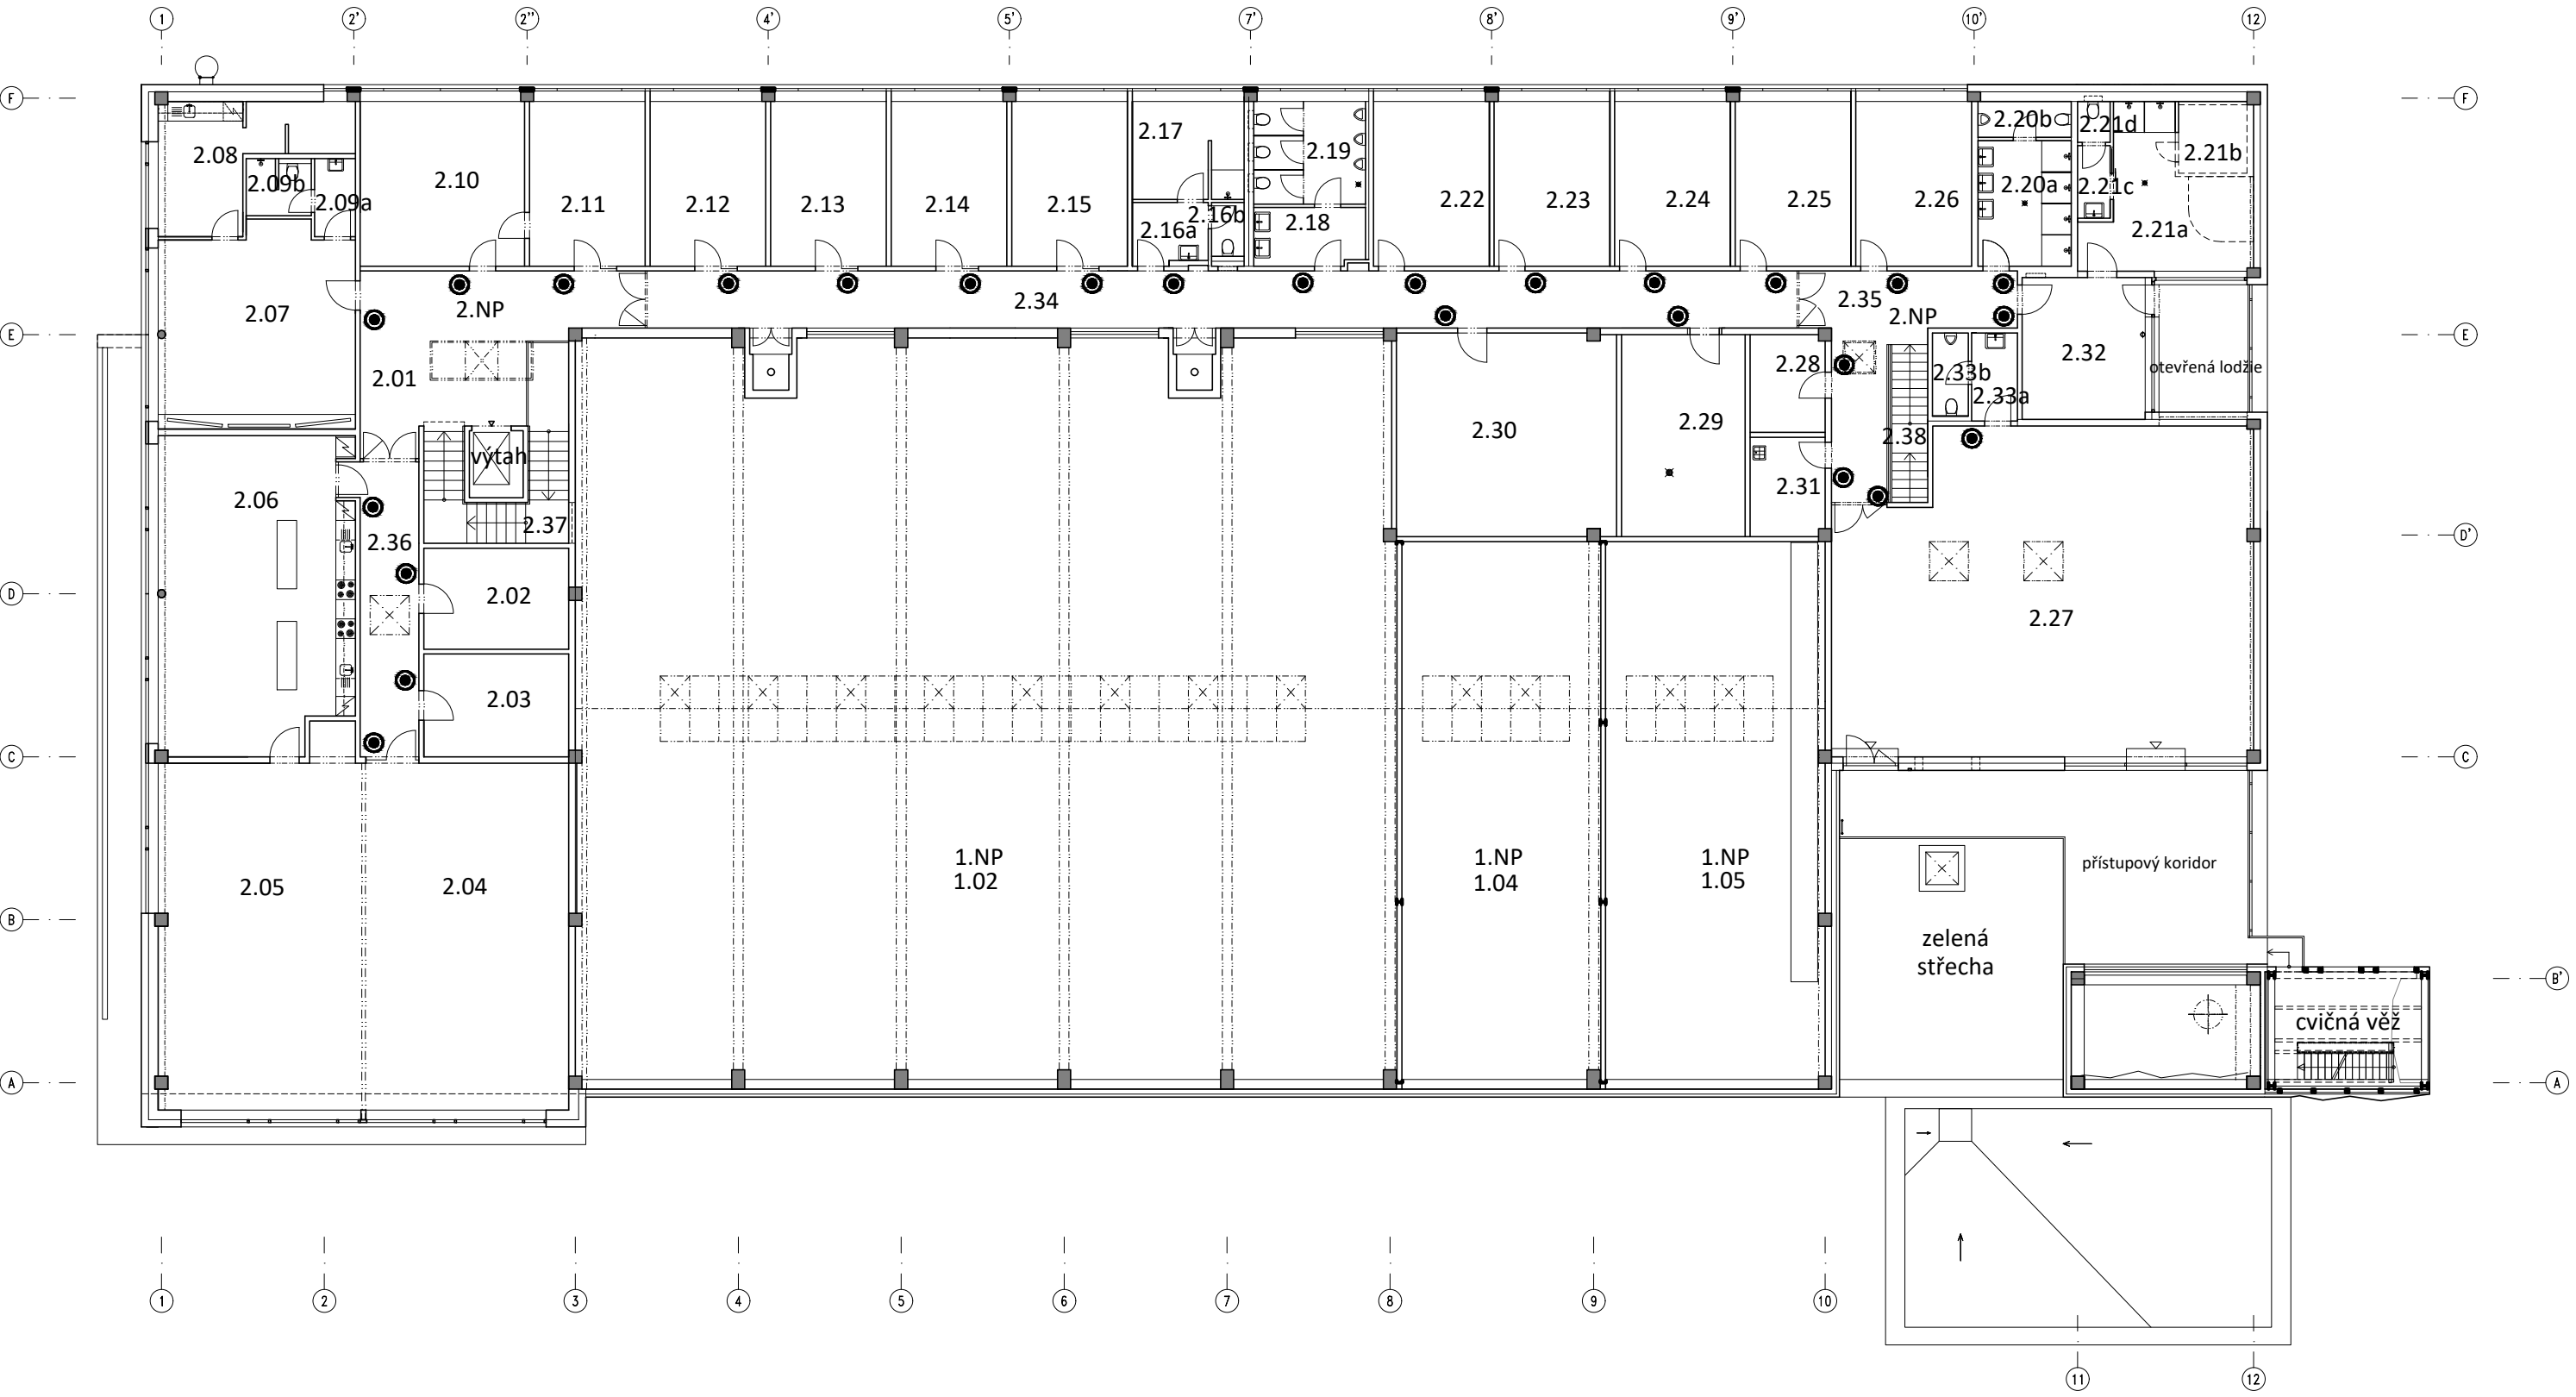 1 2' 2'' 4' 5' 7' 8' 9' 10' 12
F F
2.17 2.20b 2.21d
2.08 2.19 2.21b
2.09b 2.10 2.20a 2.21c
2.09a 2.11 2.12 2.13 2.14 2.15 2.16b 2.22 2.23 2.24 2.25 2.26
2.16a 2.18 2.21a
2.07 2.NP 2.34 2.35
2.NP
E E
2.01 2.28 2.33b 2.32 otevřená lodžie
2.33a
výtah 2.30 2.29 2.38
2.06 2.31
2.37
2.36 D'
D 2.02
2.27
2.03
C C
1.NP 1.NP 1.NP
2.05 2.04 1.02 1.04 1.05 přístupový koridor
B
zelená
střecha
B'
cvičná věž
A A
1 2 3 4 5 6 7 8 9 10
11 12